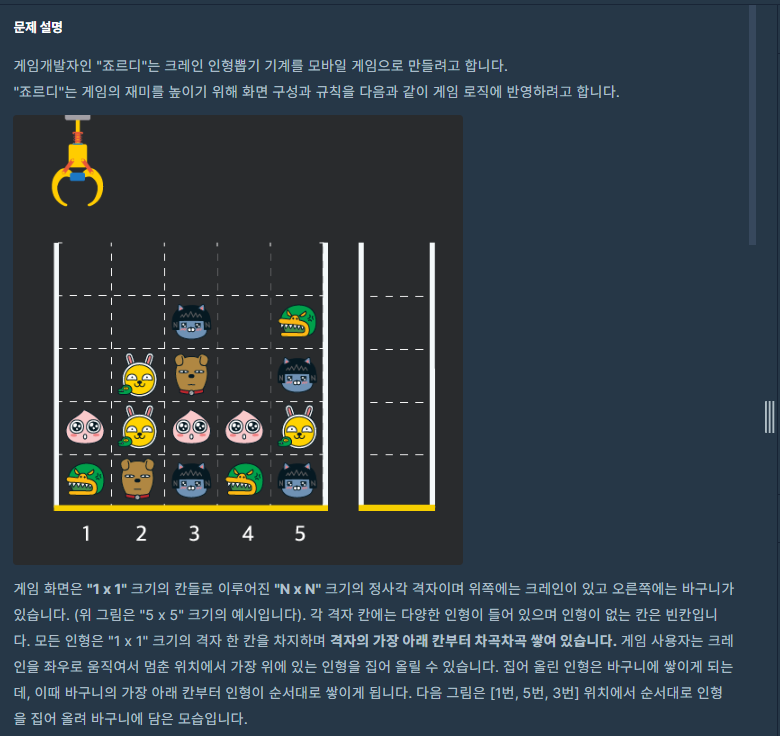 문제 설명
게임개발자인 "죠르디"는 크레인 인형뽑기 기계를 모바일 게임으로 만들려고 합니다.
"죠르디"는 게임의 재미를 높이기 위해 화면 구성과 규칙을 다음과 같이 게임 로직에 반영하려고 합니다.
1 2 3 4 5
게임 화면은 "1 x 1" 크기의 칸들로 이루어진 "N x N" 크기의 정사각 격자이며 위쪽에는 크레인이 있고 오른쪽에는 바구니가
있습니다. (위 그림은 "5 x 5" 크기의 예시입니다). 각 격자 칸에는 다양한 인형이 들어 있으며 인형이 없는 칸은 빈칸입니
다. 모든 인형은 "1 x 1" 크기의 격자 한 칸을 차지하며 격자의 가장 아래 칸부터 차곡차곡 쌓여 있습니다. 게임 사용자는 크레
인을 좌우로 움직여서 멈춘 위치에서 가장 위에 있는 인형을 집어 올릴 수 있습니다. 집어 올린 인형은 바구니에 쌓이게 되는
데, 이때 바구니의 가장 아래 칸부터 인형이 순서대로 쌓이게 됩니다. 다음 그림은 [1번, 5번, 3번] 위치에서 순서대로 인형
을 집어 올려 바구니에 담은 모습입니다.